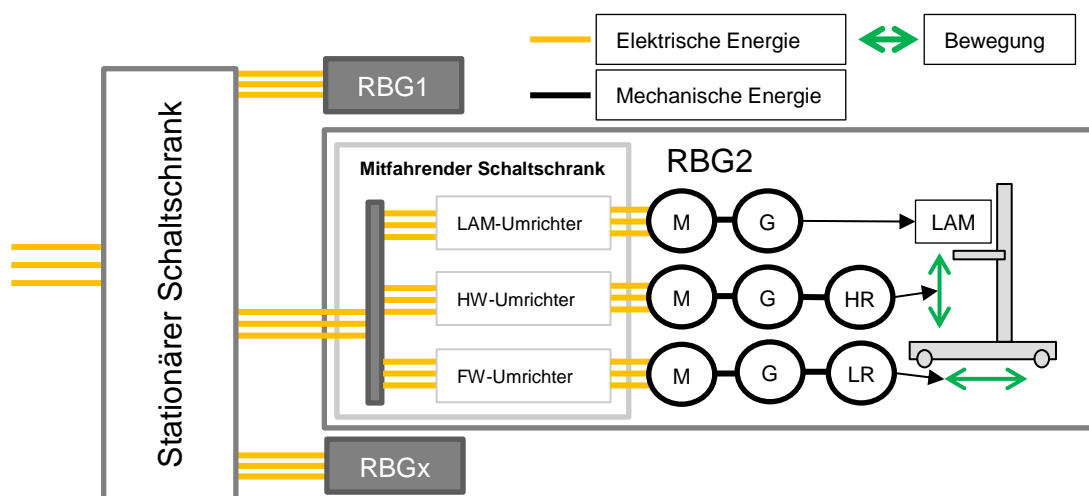 Elektrische Energie
Bewegung
Mechanische Energie
Stationärer Schaltschrank
RBG1
RBG2
Mitfahrender Schaltschrank
LAM-Umrichter
M
G
LAM
HW-Umrichter
M
G
HR
FW-Umrichter
M
G
LR
RBGx